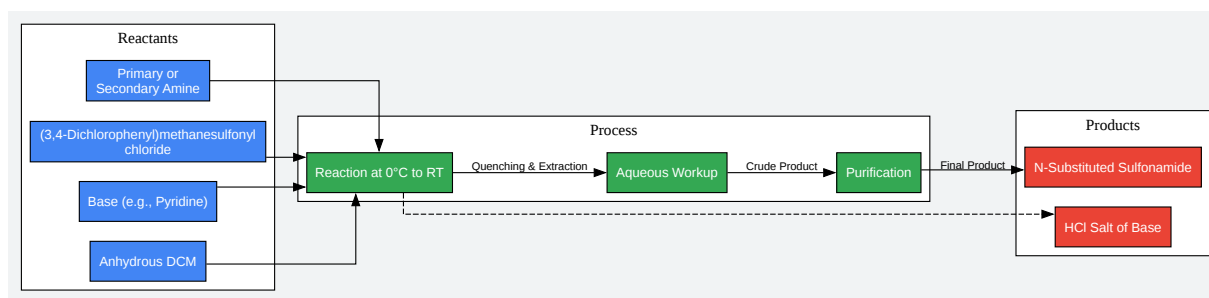 Reactants
Primary or
Secondary Amine
(3,4-Dichlorophenyl)methanesulfonyl
chloride
Base (e.g., Pyridine)
Anhydrous DCM
Process
Reaction at 0°C to RT
Quenching & Extraction
Aqueous Workup
Crude Product
Purification
Final Product
Products
N-Substituted Sulfonamide
HCl Salt of Base